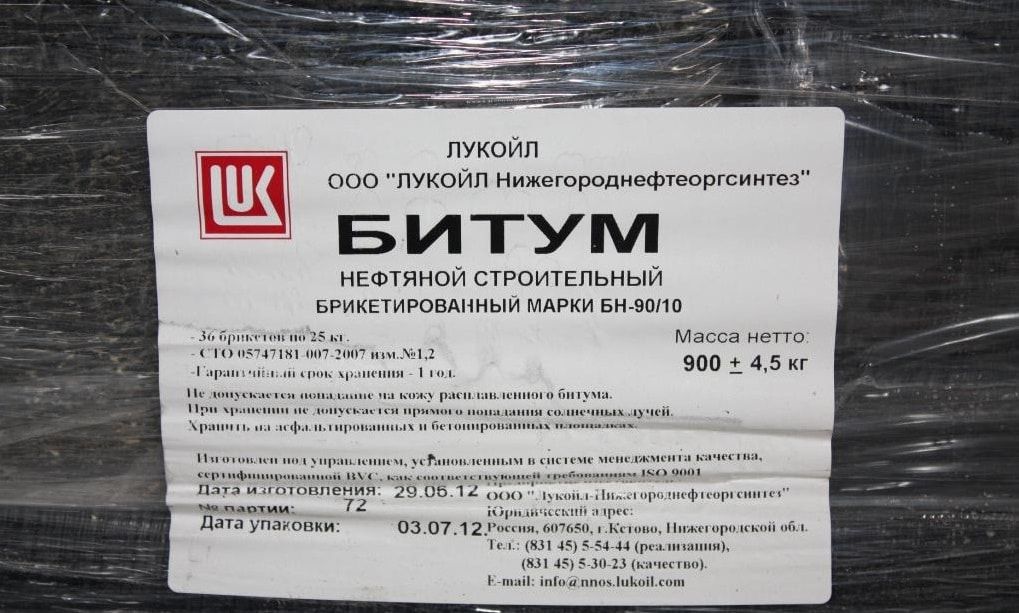 LUK
ЛУКОЙЛ
ООО "ЛУКОЙЛ Нижегороднефтеоргсинтез"
БИТУМ
НЕФТЯНОЙ СТРОИТЕЛЬНЫЙ
БРИКЕТИРОВАННЫЙ МАРКИ БН-90/10
- 36 брикетов по 25 кг.
- СТО 05747181-007-2007 изм.№1,2
-Гарантийный срок хранения - 1 год.
Масса нетто:
900 ± 4,5 кг
Не допускается попадание на кожу расплавленного битума.
При хранении не допускается прямого попадания солнечных лучей.
Хранить на асфальтированных и бетонированных площадках.
Изготовлен под управлением, установленным в системе менеджмента качества,
сертифицированной BVC, как соответствующей требованиям ISO 9001
Дата изготовления: 29.06.12
№ партии: 72
Дата упаковки: 03.07.12.
ООО "Лукойл-Нижегороднефтеоргсинтез"
Юридический адрес:
Россия, 607650, г.Кстово, Нижегородской обл.
Тел.: (831 45) 5-54-44 (реализация),
(831 45) 5-30-23 (качество).
E-mail: info@nnos.lukoil.com